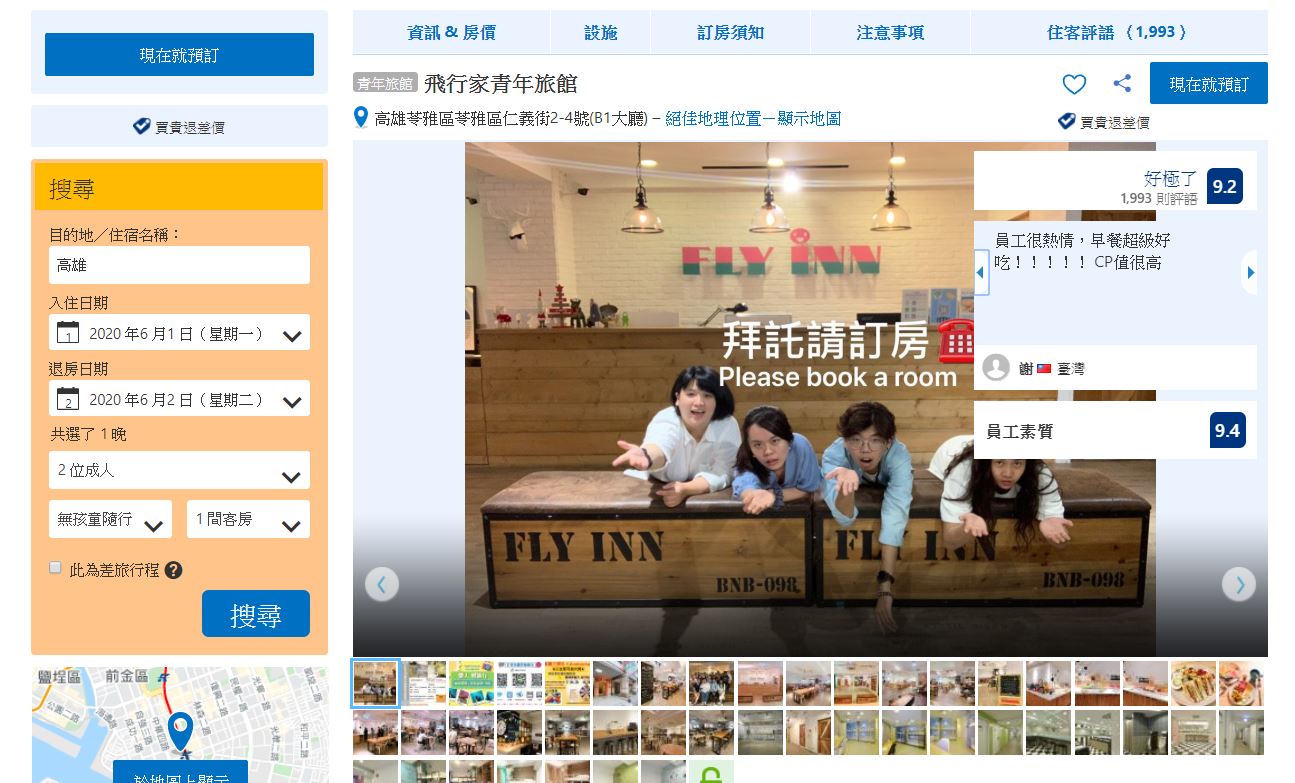 現在就預訂
買貴退差價
搜尋
目的地／住宿名稱：
高雄
入住日期
1
2020 年 6 月 1 日（星期一）
退房日期
2
2020 年 6 月 2 日（星期二）
共選了 1 晚
2 位成人
無孩童隨行
1 間客房
此為差旅行程
搜尋
鹽埕區
前金區
於地圖上顯示
資訊 & 房價
設施
訂房須知
注意事項
住客評語（1,993）
青年旅館 飛行家青年旅館
現在就預訂
高雄苓雅區苓雅區仁義街2-4號(B1大廳) – 絕佳地理位置－顯示地圖
買貴退差價
FLY INN
拜託請訂房☎
Please book a room
FLY INN
BNB-098
FLY INN
BNB-098
好極了
1,993 則評語
9.2
員工很熱情，早餐超級好
吃！！！！！ CP值很高
謝 臺灣
員工素質
9.4